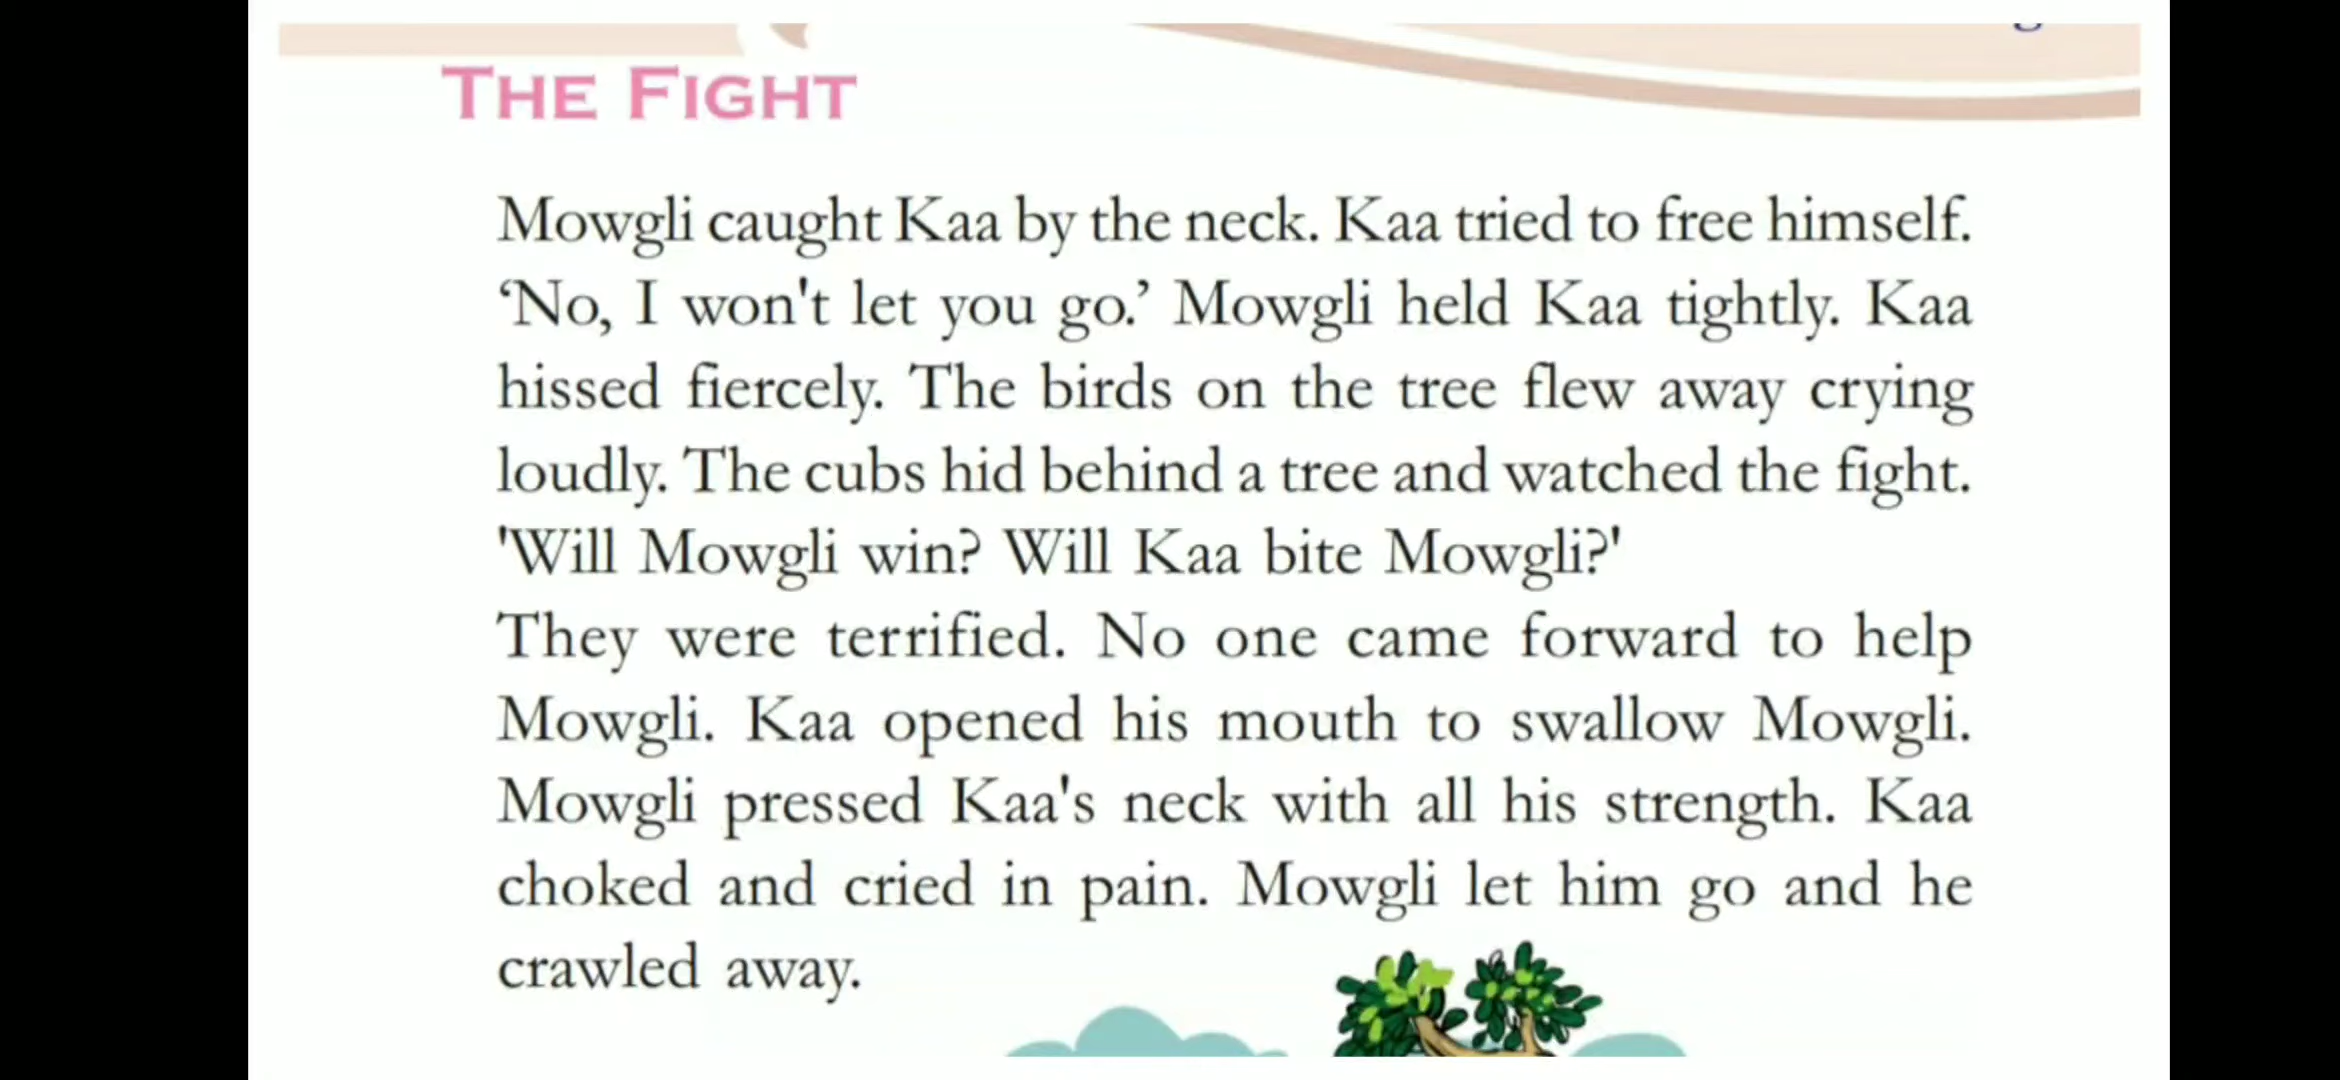 THE FIGHT
Mowgli caught Kaa by the neck. Kaa tried to free himself.
‘No, I won't let you go.’ Mowgli held Kaa tightly. Kaa
hissed fiercely. The birds on the tree flew away crying
loudly. The cubs hid behind a tree and watched the fight.
'Will Mowgli win? Will Kaa bite Mowgli?'
They were terrified. No one came forward to help
Mowgli. Kaa opened his mouth to swallow Mowgli.
Mowgli pressed Kaa's neck with all his strength. Kaa
choked and cried in pain. Mowgli let him go and he
crawled away.